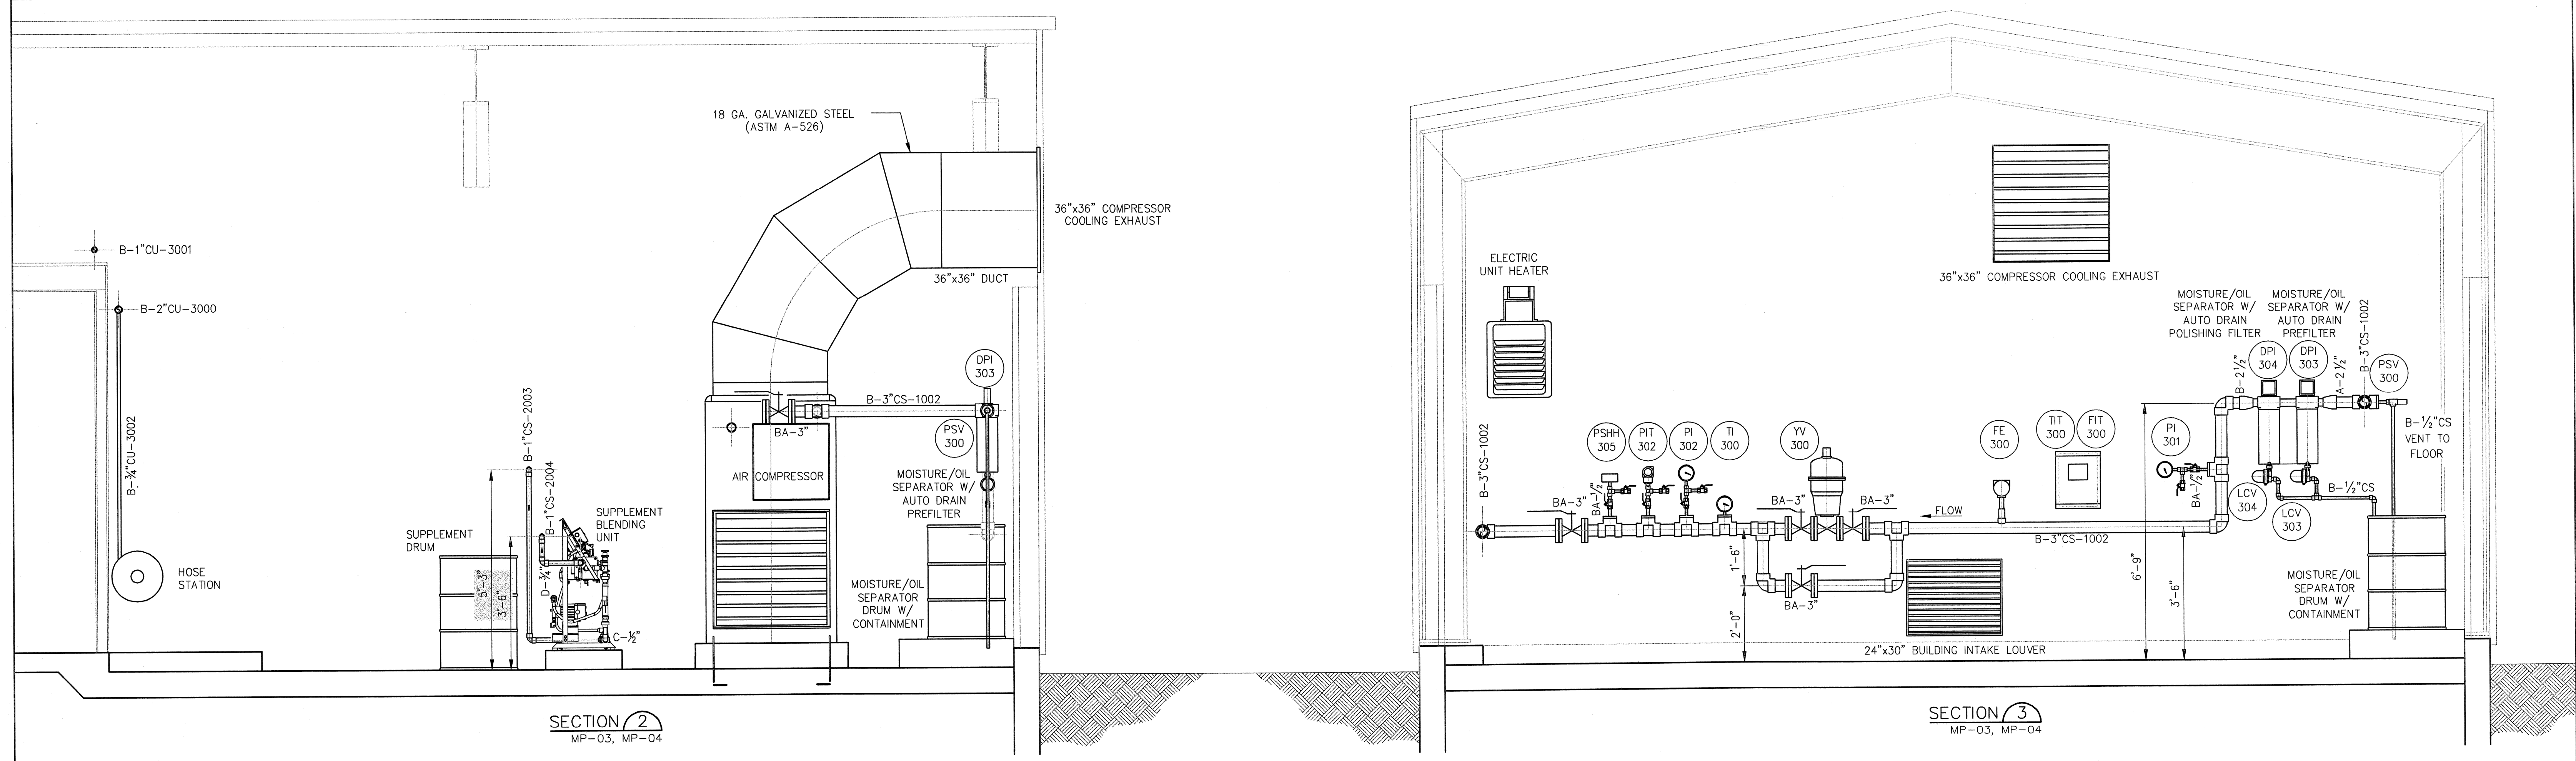 18 GA. GALVANIZED STEEL
(ASTM A-526)
36"x36" COMPRESSOR
COOLING EXHAUST
36"x36" DUCT
B-1"CU-3001
B-2"CU-3000
B-¾"CU-3002
HOSE
STATION
SUPPLEMENT
DRUM
5'-3"
3'-6"
B-1"CS-2003
B-1"CS-2004
D-¾"
SUPPLEMENT
BLENDING
UNIT
C-½"
BA-3"
AIR COMPRESSOR
B-3"CS-1002
DPI
303
PSV
300
MOISTURE/OIL
SEPARATOR W/
AUTO DRAIN
PREFILTER
MOISTURE/OIL
SEPARATOR
DRUM W/
CONTAINMENT
SECTION 2
MP-03, MP-04
ELECTRIC
UNIT HEATER
36"x36" COMPRESSOR COOLING EXHAUST
MOISTURE/OIL
SEPARATOR W/
AUTO DRAIN
POLISHING FILTER
MOISTURE/OIL
SEPARATOR W/
AUTO DRAIN
PREFILTER
B-3"CS-1002
B-2½"
DPI
304
DPI
303
A-2½"
PSV
300
B-½"CS
VENT TO
FLOOR
B-3"CS-1002
BA-3"
BA-½"
PSHH
305
PIT
302
PI
302
TI
300
YV
300
BA-3"
BA-3"
FE
300
TIT
300
FIT
300
PI
301
BA-½"
LCV
304
LCV
303
B-½"CS
FLOW
B-3"CS-1002
1'-6"
2'-0"
BA-3"
6'-9"
3'-6"
MOISTURE/OIL
SEPARATOR
DRUM W/
CONTAINMENT
24"x30" BUILDING INTAKE LOUVER
SECTION 3
MP-03, MP-04